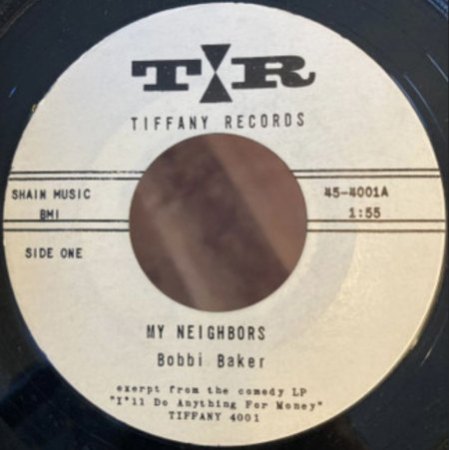 T R
TIFFANY RECORDS
SHAIN MUSIC
BMI
45-4001A
1:55
SIDE ONE
MY NEIGHBORS
Bobbi Baker
exerpt from the comedy LP
"I'll Do Anything For Money"
TIFFANY 4001